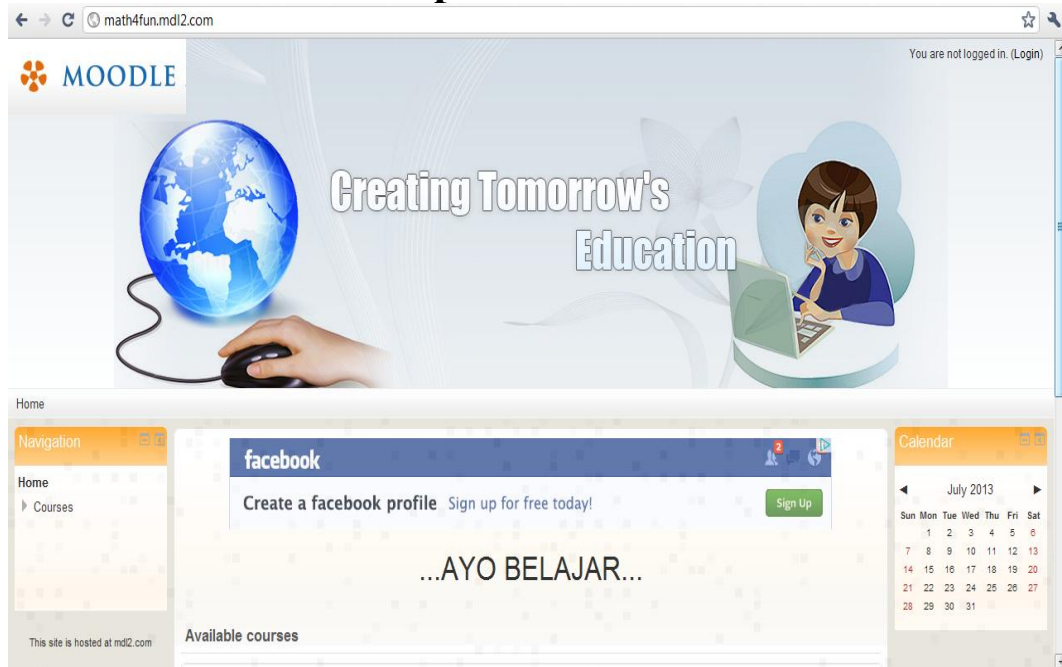 math4fun.mdl2.com
You are not logged in. (Login)
MOODLE
Creating Tomorrow's
Education
Home
Navigation
Home
Courses
This site is hosted at mdl2.com
facebook
2
Create a facebook profile Sign up for free today!
Sign Up
...AYO BELAJAR...
Available courses
Calendar
July 2013
Sun Mon Tue Wed Thu Fri Sat
1 2 3 4 5 6
7 8 9 10 11 12 13
14 15 16 17 18 19 20
21 22 23 24 25 26 27
28 29 30 31